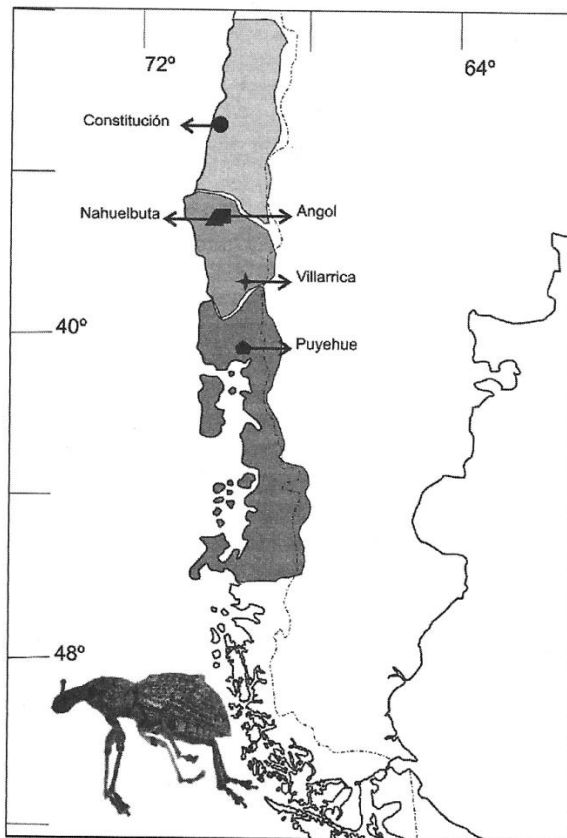 72º 64º
Constitución
Nahuelbuta Angol
Villarrica
40º
Puyehue
48º